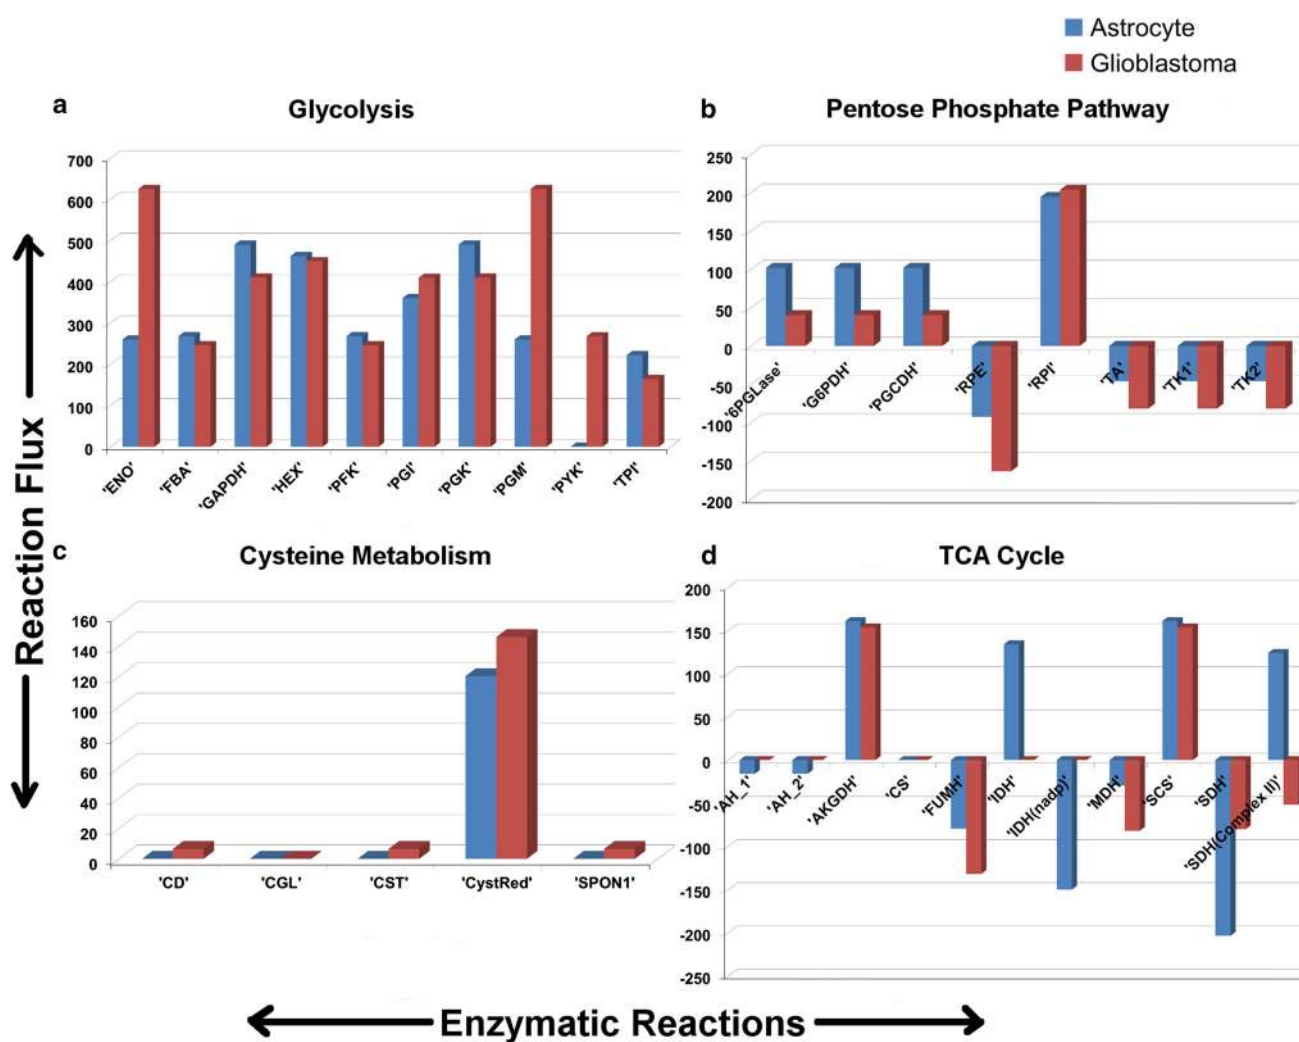 Astrocyte
Glioblastoma
a
Glycolysis
700
600
500
400
300
200
100
0
'ENO'
'FBA'
'GAPDH'
'HEX'
'PFK'
'PGI'
'PGK'
'PGM'
'PYK'
'TPI'
b
Pentose Phosphate Pathway
250
200
150
100
50
0
-50
-100
-150
-200
'6PGLase'
'G6PDH'
'PGCDH'
'RPE'
'RPI'
'TA'
'TK1'
'TK2'
Reaction Flux
c
Cysteine Metabolism
160
140
120
100
80
60
40
20
0
'CD'
'CGL'
'CST'
'CystRed'
'SPON1'
d
TCA Cycle
200
150
100
50
0
-50
-100
-150
-200
-250
'AH_1'
'AH_2'
'AKGDH'
'CS'
'FUMH'
'IDH'
'IDH(nadp)'
'MDH'
'SCS'
'SDH'
'SDH(Complex II)'
Enzymatic Reactions